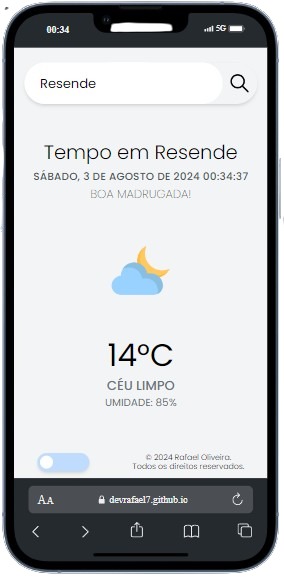 00:34
5G
Resende
Tempo em Resende
SÁBADO, 3 DE AGOSTO DE 2024 00:34:37
BOA MADRUGADA!
14°C
CÉU LIMPO
UMIDADE: 85%
© 2024 Rafael Oliveira.
Todos os direitos reservados.
AA devrafael7.github.io